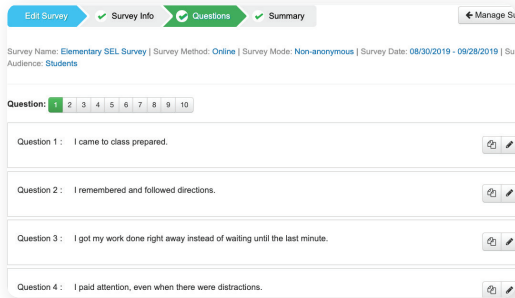 Edit Survey Survey Info Questions Summary Manage Su
Survey Name: Elementary SEL Survey | Survey Method: Online | Survey Mode: Non-anonymous | Survey Date: 08/30/2019 - 09/28/2019 | Su
Audience: Students
Question: 1 2 3 4 5 6 7 8 9 10
Question 1 : I came to class prepared.
Question 2 : I remembered and followed directions.
Question 3 : I got my work done right away instead of waiting until the last minute.
Question 4 : I paid attention, even when there were distractions.